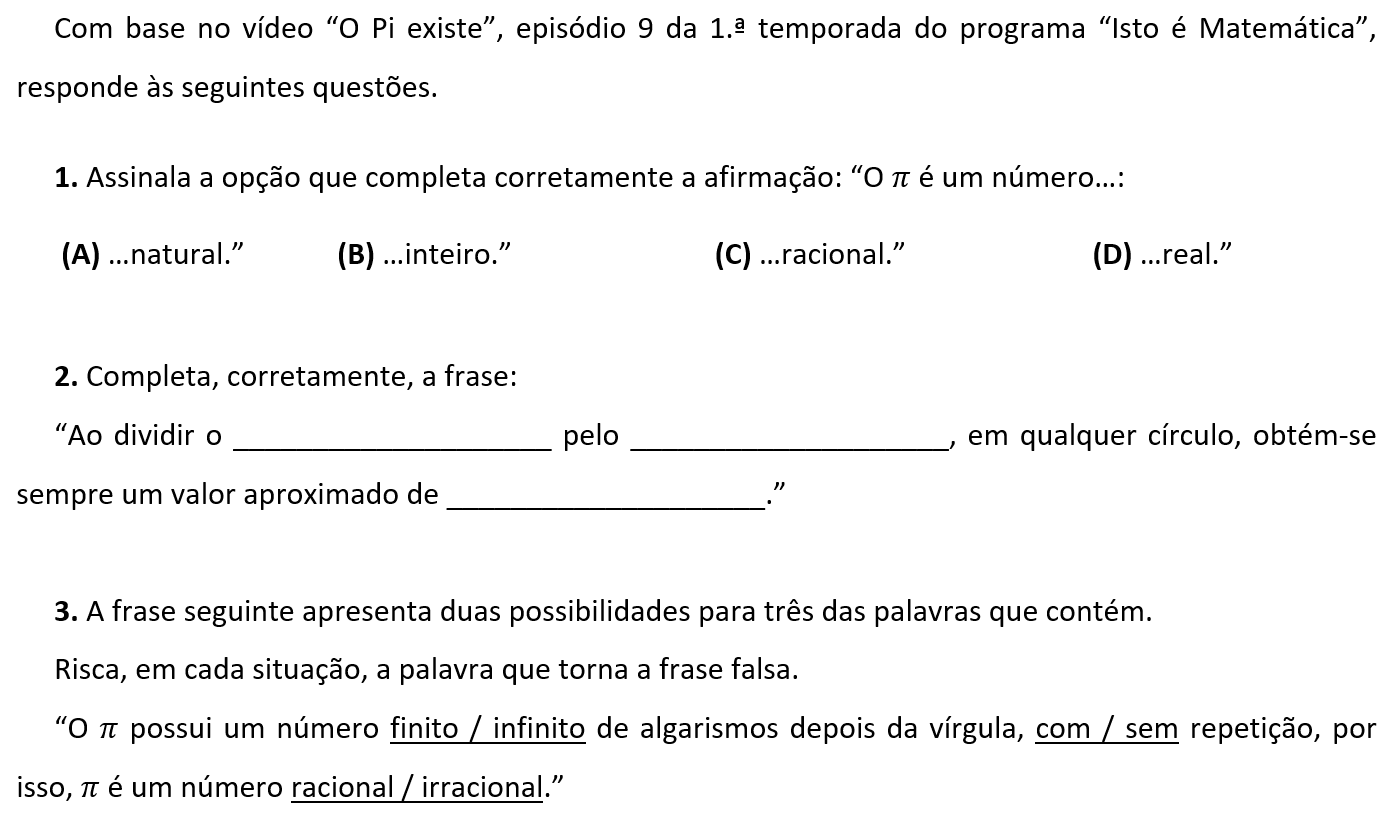 Com base no vídeo “O Pi existe”, episódio 9 da 1.ª temporada do programa “Isto é Matemática”,
responde às seguintes questões.
1. Assinala a opção que completa corretamente a afirmação: “O π é um número…:
(A) …natural.” (B) …inteiro.” (C) …racional.” (D) …real.”
2. Completa, corretamente, a frase:
“Ao dividir o ____________________ pelo ____________________, em qualquer círculo, obtém-se
sempre um valor aproximado de ____________________.”
3. A frase seguinte apresenta duas possibilidades para três das palavras que contém.
Risca, em cada situação, a palavra que torna a frase falsa.
“O π possui um número finito / infinito de algarismos depois da vírgula, com / sem repetição, por
isso, π é um número racional / irracional.”